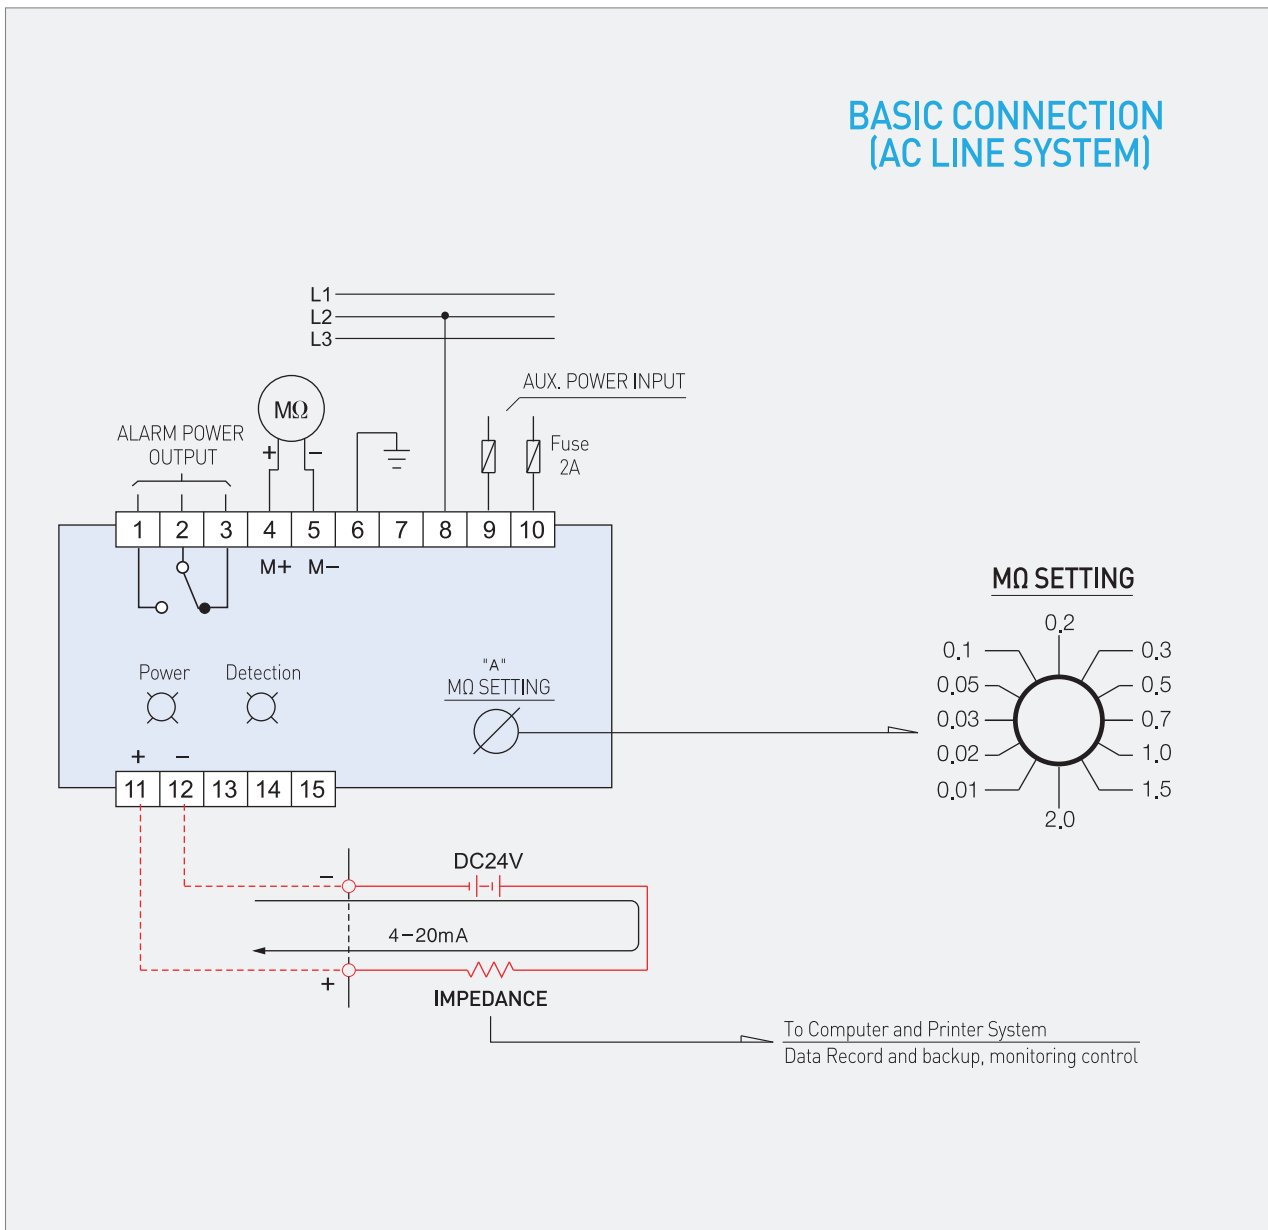 BASIC CONNECTION
(AC LINE SYSTEM)
L1
L2
L3
AUX. POWER INPUT
MΩ
ALARM POWER
OUTPUT
+ −
Fuse
2A
1 2 3 4 5 6 7 8 9 10
M+ M−
Power
Detection
"A"
MΩ SETTING
+ −
11 12 13 14 15
MΩ SETTING
0.2
0.1
0.3
0.05
0.5
0.03
0.7
0.02
1.0
0.01
1.5
2.0
DC24V
−
4−20mA
+
IMPEDANCE
To Computer and Printer System
Data Record and backup, monitoring control